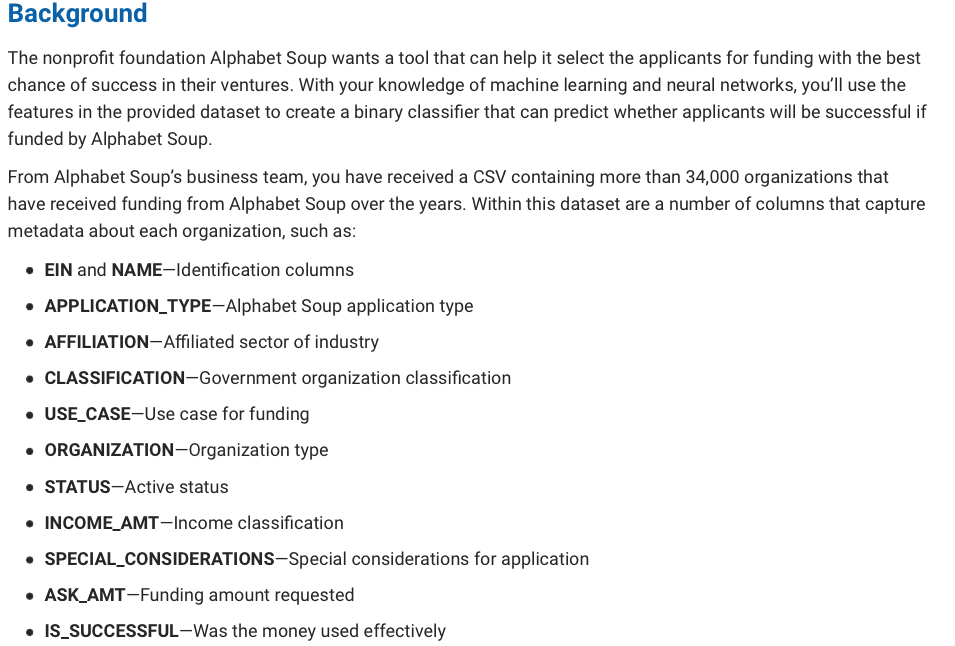 Background
The nonprofit foundation Alphabet Soup wants a tool that can help it select the applicants for funding with the best
chance of success in their ventures. With your knowledge of machine learning and neural networks, you’ll use the
features in the provided dataset to create a binary classifier that can predict whether applicants will be successful if
funded by Alphabet Soup.
From Alphabet Soup’s business team, you have received a CSV containing more than 34,000 organizations that
have received funding from Alphabet Soup over the years. Within this dataset are a number of columns that capture
metadata about each organization, such as:
• EIN and NAME—Identification columns
• APPLICATION_TYPE—Alphabet Soup application type
• AFFILIATION—Affiliated sector of industry
• CLASSIFICATION—Government organization classification
• USE_CASE—Use case for funding
• ORGANIZATION—Organization type
• STATUS—Active status
• INCOME_AMT—Income classification
• SPECIAL_CONSIDERATIONS—Special considerations for application
• ASK_AMT—Funding amount requested
• IS_SUCCESSFUL—Was the money used effectively